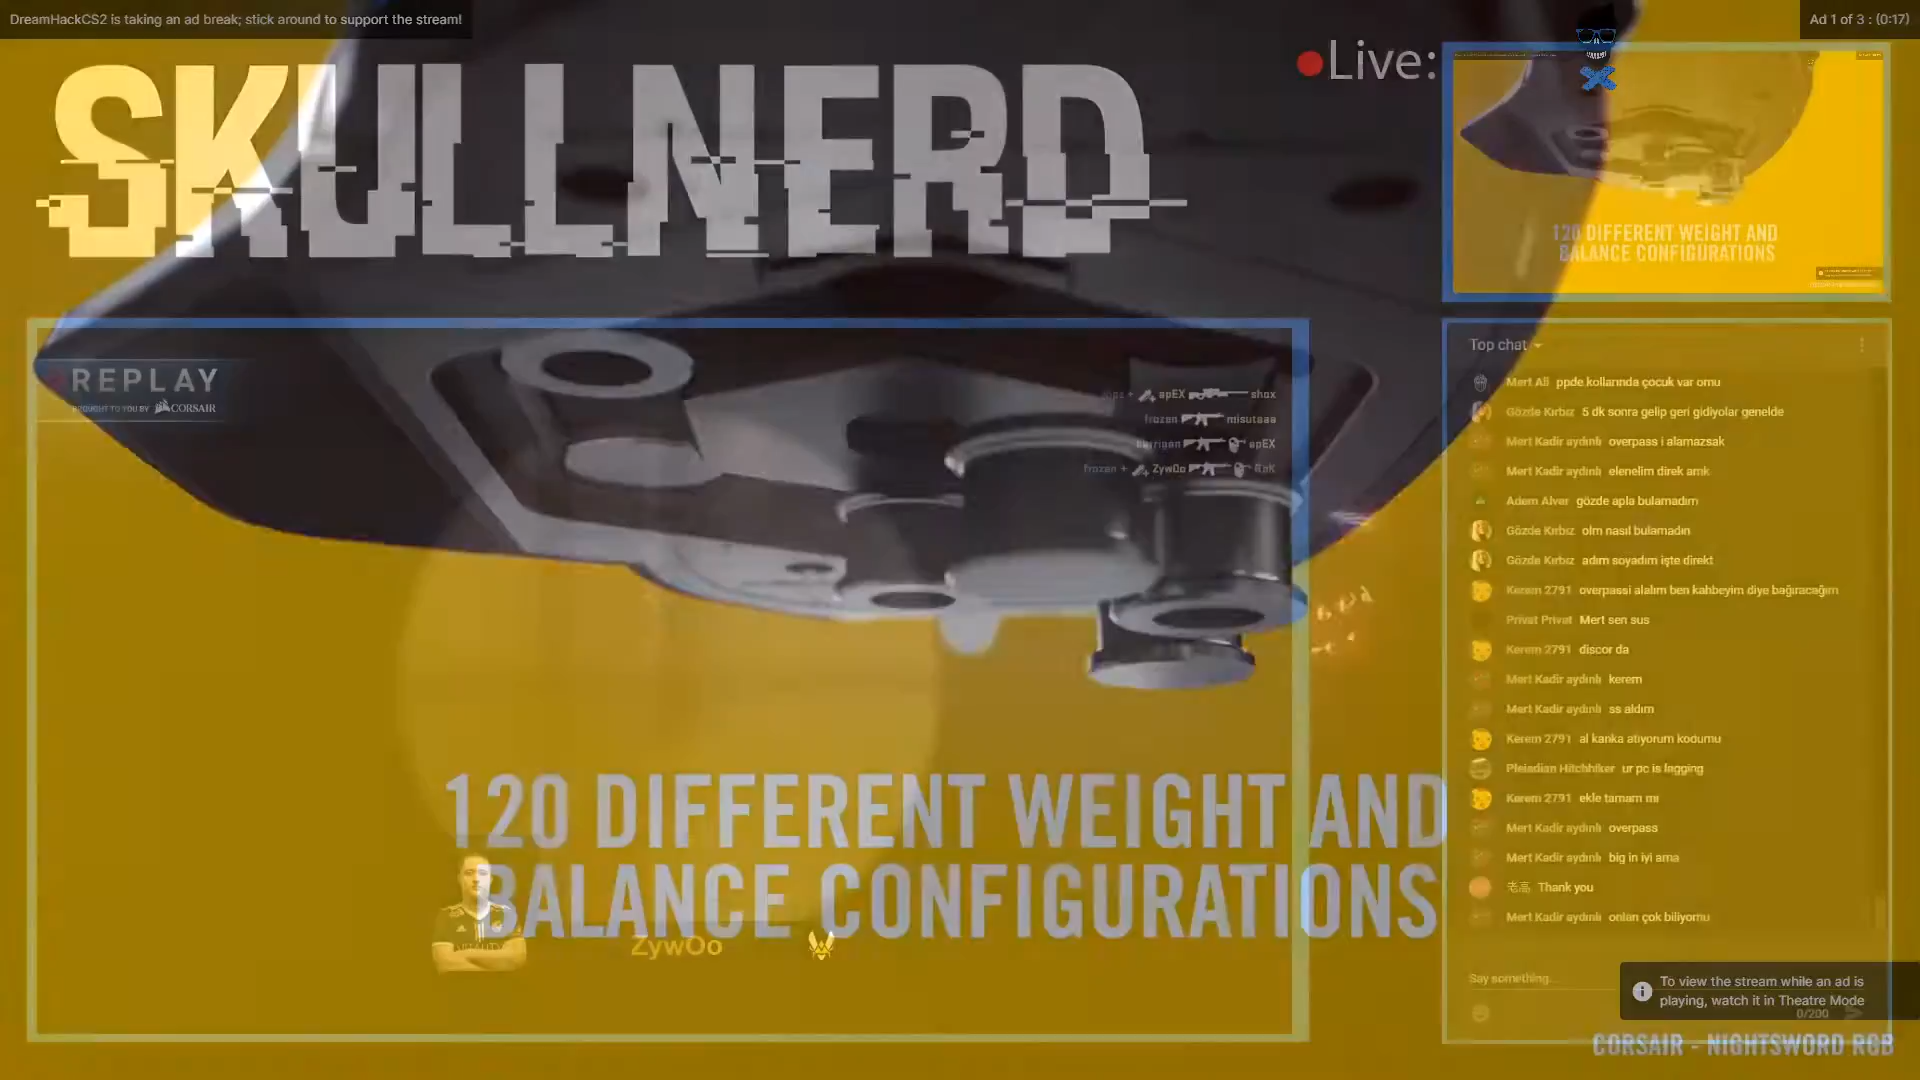 DreamHackCS2 is taking an ad break; stick around to support the stream!
Ad 1 of 3 : (0:17)
SKULLNERD
Live:
120 DIFFERENT WEIGHT AND
BALANCE CONFIGURATIONS
REPLAY
BROUGHT TO YOU BY CORSAIR
apEX shox
frozen misutaaa
apEX
frozen + ZywOo
Top chat
Mert Ali ppde kollarında çocuk var omu
Gözde Kırbız 5 dk sonra gelip geri gidiyolar genelde
Mert Kadir aydınlı overpass i alamazsak
Mert Kadir aydınlı elenelim direk amk
Adem Alver gözde apla bulamadım
Gözde Kırbız olm nasıl bulamadın
Gözde Kırbız adım soyadım işte direkt
Kerem 2791 overpassi alalım ben kahbeyim diye bağıracağım
Privat Privat Mert sen sus
Kerem 2791 discor da
Mert Kadir aydınlı kerem
Mert Kadir aydınlı ss aldım
Kerem 2791 al kanka atıyorum kodumu
Pleiadian Hitchhiker ur pc is lagging
Kerem 2791 ekle tamam mı
Mert Kadir aydınlı overpass
Mert Kadir aydınlı big in iyi ama
老高 Thank you
Mert Kadir aydınlı onları çok biliyomu
Say something...
0/200
120 DIFFERENT WEIGHT AND
BALANCE CONFIGURATIONS
ZywOo
To view the stream while an ad is
playing, watch it in Theatre Mode
CORSAIR - NIGHTSWORD RGB